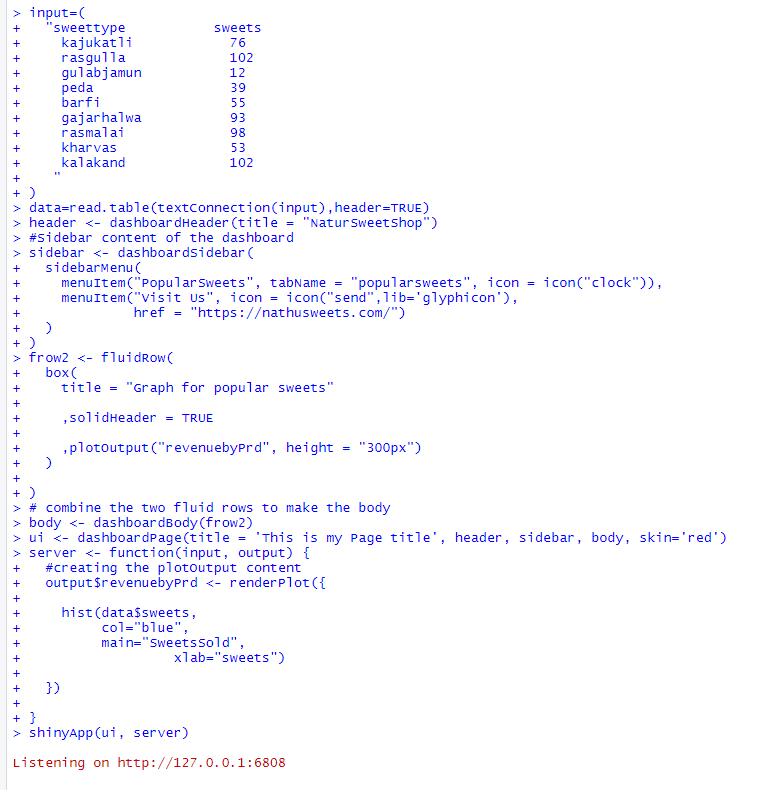 > input=(
+   "sweettype           sweets
+     kajukatli            76
+     rasgulla             102
+     gulabjamun           12
+     peda                 39
+     barfi                55
+     gajarhalwa           93
+     rasmalai             98
+     kharvas              53
+     kalakand             102
+    "
+ )
> data=read.table(textConnection(input),header=TRUE)
> header <- dashboardHeader(title = "NaturSweetShop")
> #Sidebar content of the dashboard
> sidebar <- dashboardSidebar(
+   sidebarMenu(
+     menuItem("PopularSweets", tabName = "popularsweets", icon = icon("clock")),
+     menuItem("Visit Us", icon = icon("send",lib='glyphicon'),
+              href = "https://nathusweets.com/")
+   )
+ )
> frow2 <- fluidRow(
+   box(
+     title = "Graph for popular sweets"
+
+     ,solidHeader = TRUE
+
+     ,plotOutput("revenuebyPrd", height = "300px")
+   )
+
+ )
> # combine the two fluid rows to make the body
> body <- dashboardBody(frow2)
> ui <- dashboardPage(title = 'This is my Page title', header, sidebar, body, skin='red')
> server <- function(input, output) {
+   #creating the plotOutput content
+   output$revenuebyPrd <- renderPlot({
+
+     hist(data$sweets,
+          col="blue",
+          main="SweetsSold",
+                   xlab="sweets")
+
+   })
+
+ }
> shinyApp(ui, server)
Listening on http://127.0.0.1:6808